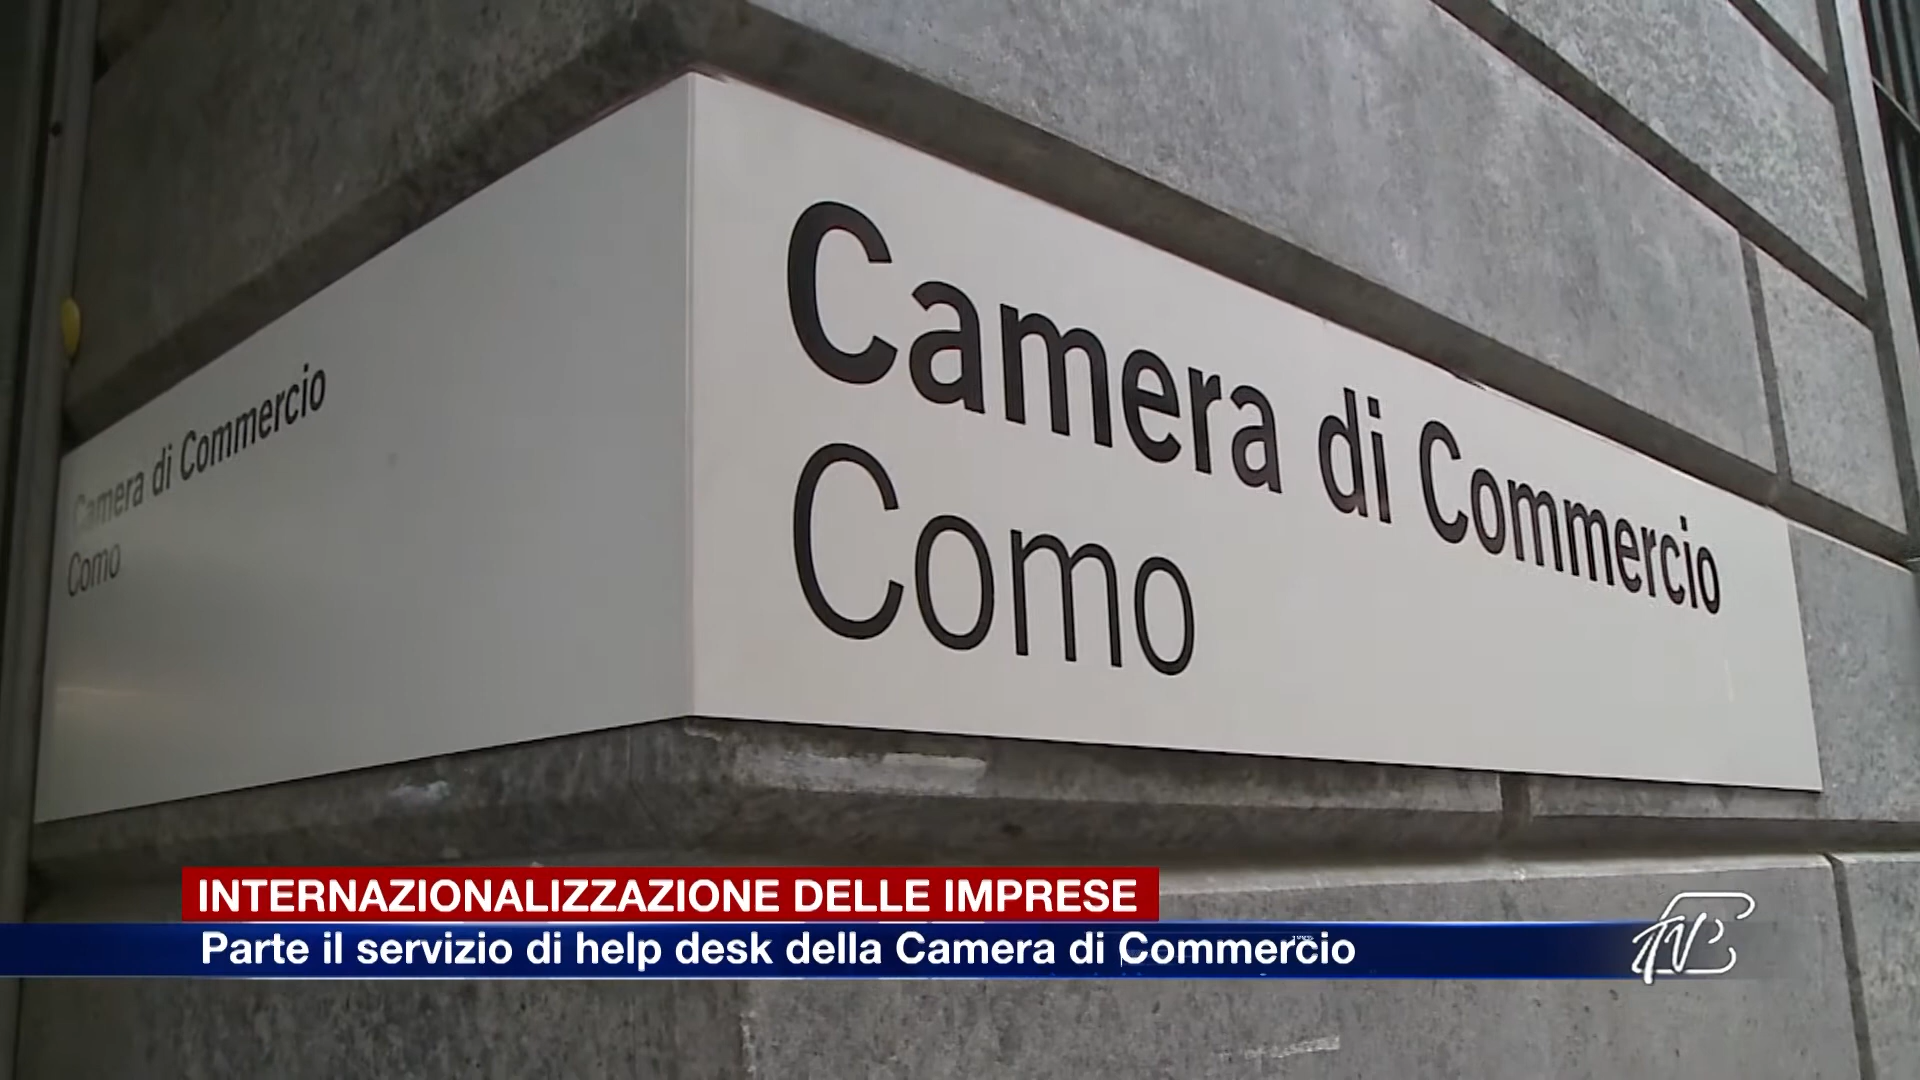 Camera di Commercio
Como
Camera di Commercio
Como
INTERNAZIONALIZZAZIONE DELLE IMPRESE
Parte il servizio di help desk della Camera di Commercio